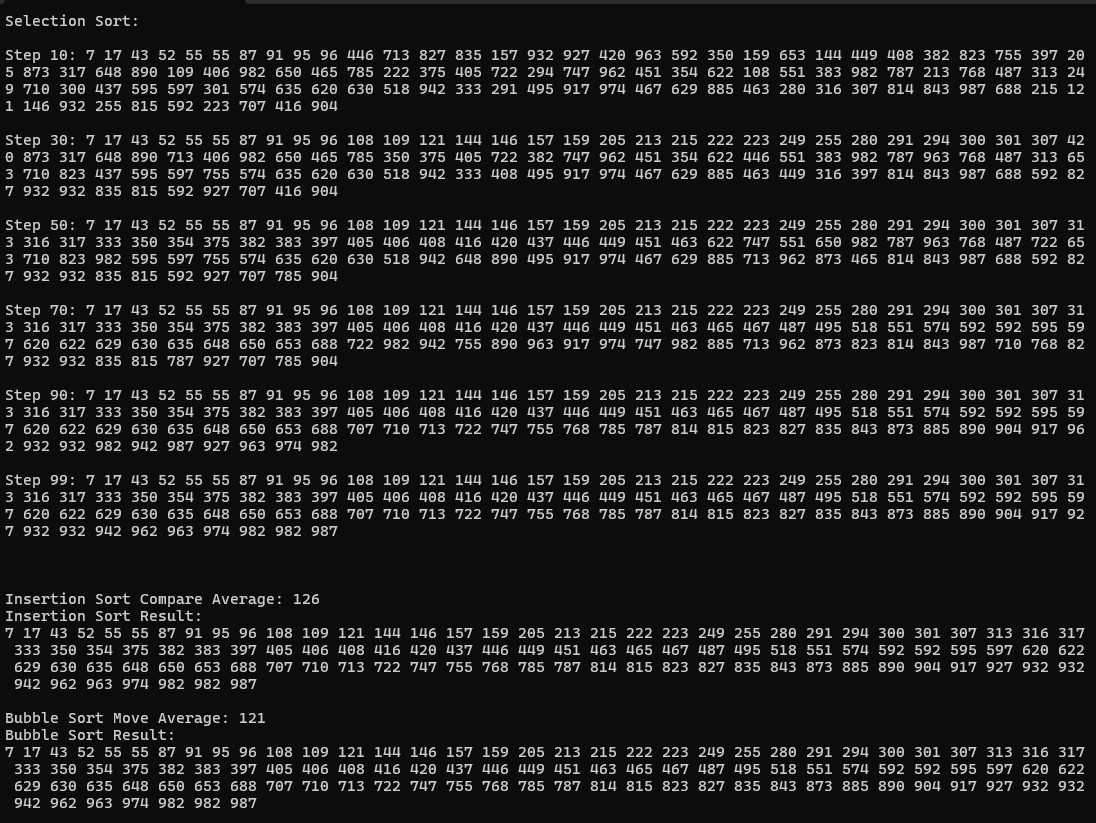 Selection Sort:
Step 10: 7 17 43 52 55 55 87 91 95 96 446 713 827 835 157 932 927 420 963 592 350 159 653 144 449 408 382 823 755 397 20
5 873 317 648 890 109 406 982 650 465 785 222 375 405 722 294 747 962 451 354 622 108 551 383 982 787 213 768 487 313 24
9 710 300 437 595 597 301 574 635 620 630 518 942 333 291 495 917 974 467 629 885 463 280 316 307 814 843 987 688 215 12
1 146 932 255 815 592 223 707 416 904
Step 30: 7 17 43 52 55 55 87 91 95 96 108 109 121 144 146 157 159 205 213 215 222 223 249 255 280 291 294 300 301 307 42
0 873 317 648 890 713 406 982 650 465 785 350 375 405 722 382 747 962 451 354 622 446 551 383 982 787 963 768 487 313 65
3 710 823 437 595 597 755 574 635 620 630 518 942 333 408 495 917 974 467 629 885 463 449 316 397 814 843 987 688 592 82
7 932 932 835 815 592 927 707 416 904
Step 50: 7 17 43 52 55 55 87 91 95 96 108 109 121 144 146 157 159 205 213 215 222 223 249 255 280 291 294 300 301 307 31
3 316 317 333 350 354 375 382 383 397 405 406 408 416 420 437 446 449 451 463 622 747 551 650 982 787 963 768 487 722 65
3 710 823 982 595 597 755 574 635 620 630 518 942 648 890 495 917 974 467 629 885 713 962 873 465 814 843 987 688 592 82
7 932 932 835 815 592 927 707 785 904
Step 70: 7 17 43 52 55 55 87 91 95 96 108 109 121 144 146 157 159 205 213 215 222 223 249 255 280 291 294 300 301 307 31
3 316 317 333 350 354 375 382 383 397 405 406 408 416 420 437 446 449 451 463 465 467 487 495 518 551 574 592 592 595 59
7 620 622 629 630 635 648 650 653 688 722 982 942 755 890 963 917 974 747 982 885 713 962 873 823 814 843 987 710 768 82
7 932 932 835 815 787 927 707 785 904
Step 90: 7 17 43 52 55 55 87 91 95 96 108 109 121 144 146 157 159 205 213 215 222 223 249 255 280 291 294 300 301 307 31
3 316 317 333 350 354 375 382 383 397 405 406 408 416 420 437 446 449 451 463 465 467 487 495 518 551 574 592 592 595 59
7 620 622 629 630 635 648 650 653 688 707 710 713 722 747 755 768 785 787 814 815 823 827 835 843 873 885 890 904 917 96
2 932 932 982 942 987 927 963 974 982
Step 99: 7 17 43 52 55 55 87 91 95 96 108 109 121 144 146 157 159 205 213 215 222 223 249 255 280 291 294 300 301 307 31
3 316 317 333 350 354 375 382 383 397 405 406 408 416 420 437 446 449 451 463 465 467 487 495 518 551 574 592 592 595 59
7 620 622 629 630 635 648 650 653 688 707 710 713 722 747 755 768 785 787 814 815 823 827 835 843 873 885 890 904 917 92
7 932 932 942 962 963 974 982 982 987
Insertion Sort Compare Average: 126
Insertion Sort Result:
7 17 43 52 55 55 87 91 95 96 108 109 121 144 146 157 159 205 213 215 222 223 249 255 280 291 294 300 301 307 313 316 317
333 350 354 375 382 383 397 405 406 408 416 420 437 446 449 451 463 465 467 487 495 518 551 574 592 592 595 597 620 622
629 630 635 648 650 653 688 707 710 713 722 747 755 768 785 787 814 815 823 827 835 843 873 885 890 904 917 927 932 932
942 962 963 974 982 982 987
Bubble Sort Move Average: 121
Bubble Sort Result:
7 17 43 52 55 55 87 91 95 96 108 109 121 144 146 157 159 205 213 215 222 223 249 255 280 291 294 300 301 307 313 316 317
333 350 354 375 382 383 397 405 406 408 416 420 437 446 449 451 463 465 467 487 495 518 551 574 592 592 595 597 620 622
629 630 635 648 650 653 688 707 710 713 722 747 755 768 785 787 814 815 823 827 835 843 873 885 890 904 917 927 932 932
942 962 963 974 982 982 987